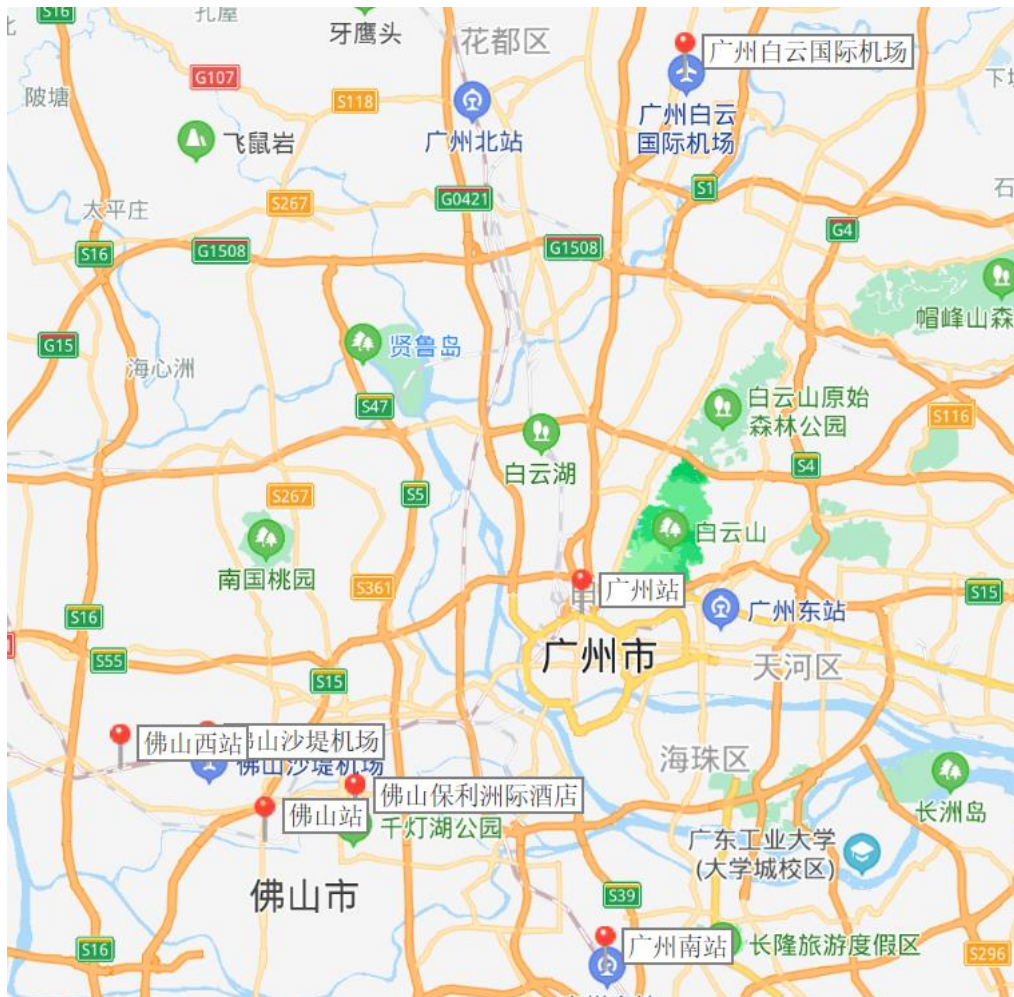 S16
孔屋
牙鹰头
花都区
广州白云国际机场
G107
陂塘
S118
广州北站
广州白云
国际机场
飞鼠岩
太平庄
S267
G0421
S1
石
S16
G1508
G1508
G4
帽峰山森
G15
海心洲
贤鲁岛
S47
白云山原始
森林公园
S116
白云湖
S4
S267
S5
白云山
南国桃园
S361
广州站
S15
S16
广州东站
广州市
S55
S15
天河区
佛山西站
佛山沙堤机场
佛山沙堤机场
海珠区
佛山保利洲际酒店
佛山站
千灯湖公园
长洲岛
广东工业大学
(大学城校区)
佛山市
S39
广州南站
长隆旅游度假区
S16
S296